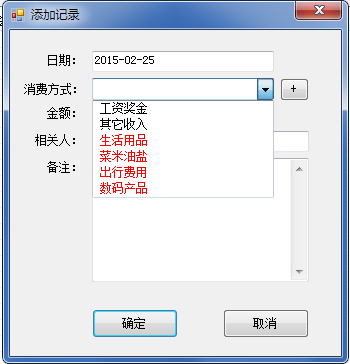 添加记录
日期： 2015-02-25
消费方式： +
金额：
工资奖金
其它收入
相关人：
生活用品
菜米油盐
备注：
出行费用
数码产品
确定 取消